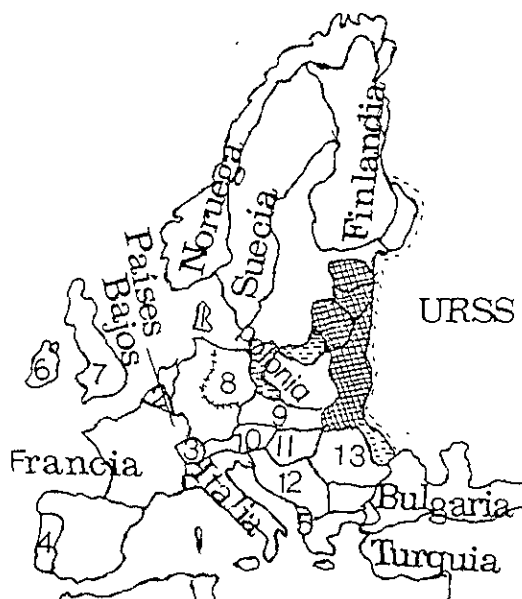 Noruega
Suecia
Finlandia
Países
Bajos
URSS
6
7
8
onia
9
3
10
11
13
Francia
Italia
12
Bulgaria
4
Turquia